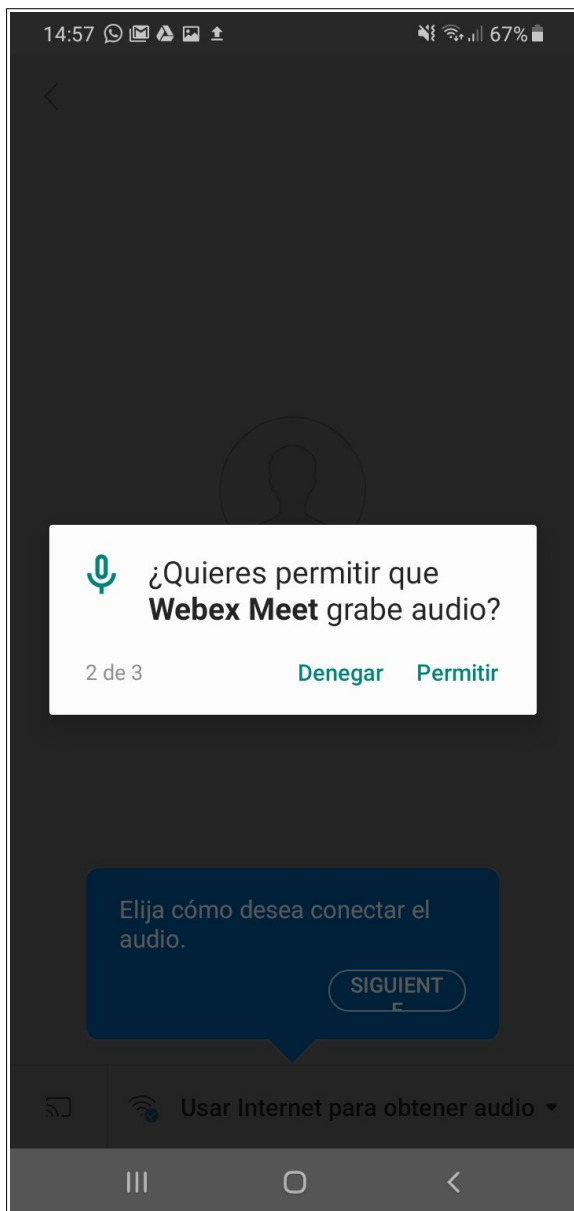 14:57 67%
¿Quieres permitir que
Webex Meet grabe audio?
2 de 3 Denegar Permitir
Elija cómo desea conectar el
audio.
SIGUIENT
E
Usar Internet para obtener audio